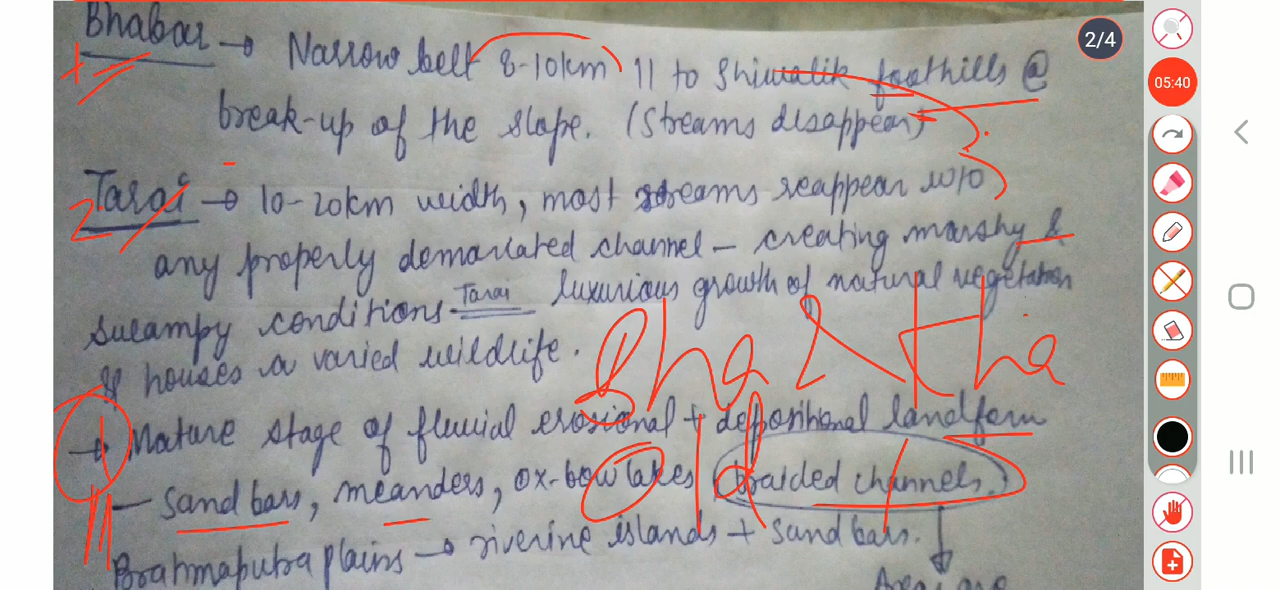 Bhabar → Narrow belt 8-10km || to Shiwalik foothills @
break-up of the slope. (Streams disappear)
Tarai → 10-20km width, most streams reappear w/o
any properly demarcated channel – creating marshy &
swampy conditions Tarai luxurious growth of natural vegetation
& houses a varied wildlife.
→ Mature stage of fluvial erosional + depositional landform
– Sand bars, meanders, ox-bow lakes, braided channels.
Brahmaputra plains → riverine islands + sand bars.
2/4
05:40
1
2
old